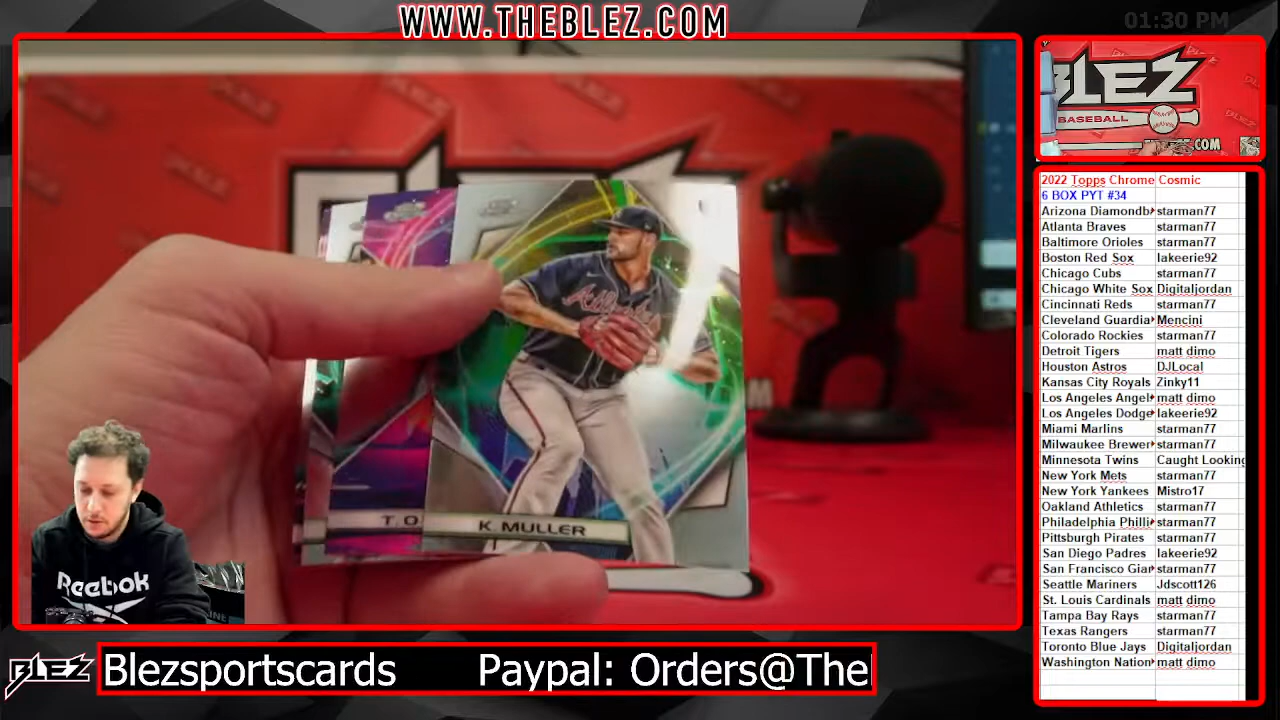 WWW.THEBLEZ.COM
01:30 PM
BLEZ
BASEBALL
.COM
2022 Topps Chrome Cosmic
6 BOX PYT #34
Arizona Diamondb starman77
Atlanta Braves starman77
Baltimore Orioles starman77
Boston Red Sox lakeerie92
Chicago Cubs starman77
Chicago White Sox Digitaljordan
Cincinnati Reds starman77
Cleveland Guardia Mencini
Colorado Rockies starman77
Detroit Tigers matt dimo
Houston Astros DJLocal
Kansas City Royals Zinky11
Los Angeles Angel matt dimo
Los Angeles Dodge lakeerie92
Miami Marlins starman77
Milwaukee Brewer starman77
Minnesota Twins Caught Looking
New York Mets starman77
New York Yankees Mistro17
Oakland Athletics starman77
Philadelphia Philli starman77
Pittsburgh Pirates starman77
San Diego Padres lakeerie92
San Francisco Gian starman77
Seattle Mariners Jdscott126
St. Louis Cardinals matt dimo
Tampa Bay Rays starman77
Texas Rangers starman77
Toronto Blue Jays Digitaljordan
Washington Nation matt dimo
T. O
K. MULLER
Reebok
BLEZ
Blezsportscards Paypal: Orders@The